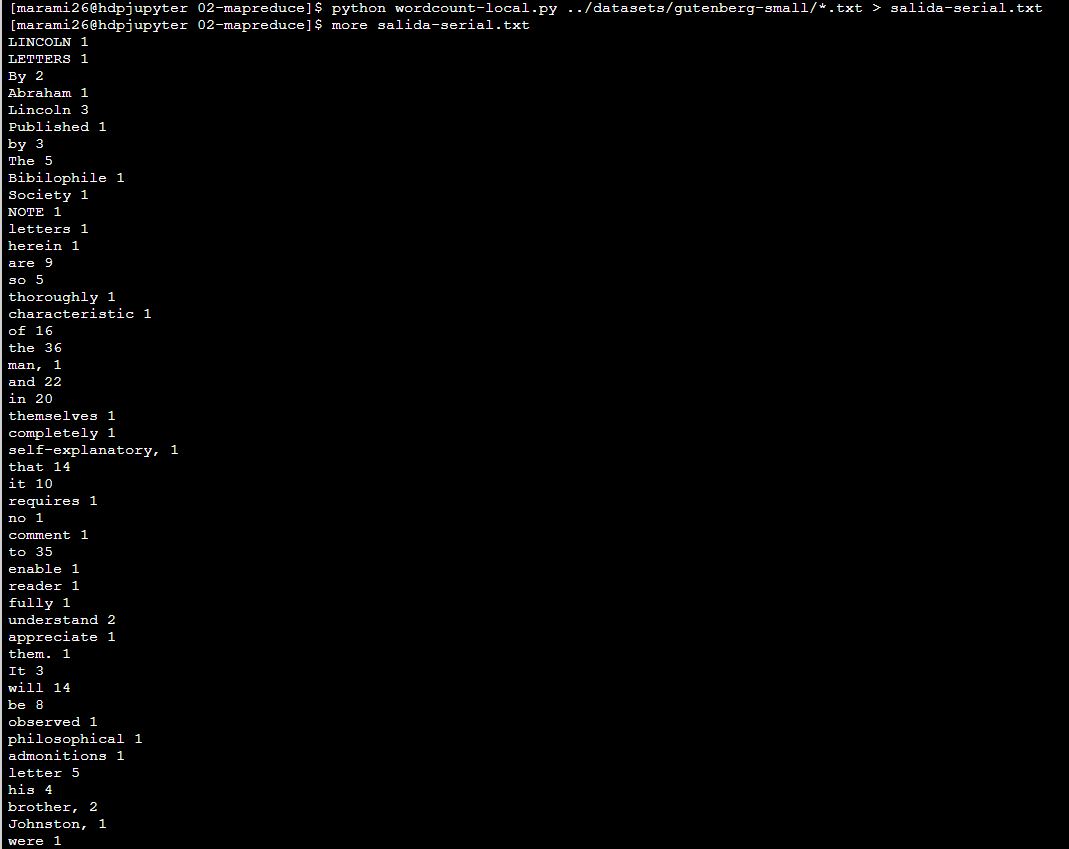 [marami26@hdpjupyter 02-mapreduce]$ python wordcount-local.py ../datasets/gutenberg-small/*.txt > salida-serial.txt
[marami26@hdpjupyter 02-mapreduce]$ more salida-serial.txt
LINCOLN 1
LETTERS 1
By 2
Abraham 1
Lincoln 3
Published 1
by 3
The 5
Bibilophile 1
Society 1
NOTE 1
letters 1
herein 1
are 9
so 5
thoroughly 1
characteristic 1
of 16
the 36
man, 1
and 22
in 20
themselves 1
completely 1
self-explanatory, 1
that 14
it 10
requires 1
no 1
comment 1
to 35
enable 1
reader 1
fully 1
understand 2
appreciate 1
them. 1
It 3
will 14
be 8
observed 1
philosophical 1
admonitions 1
letter 5
his 4
brother, 2
Johnston, 1
were 1